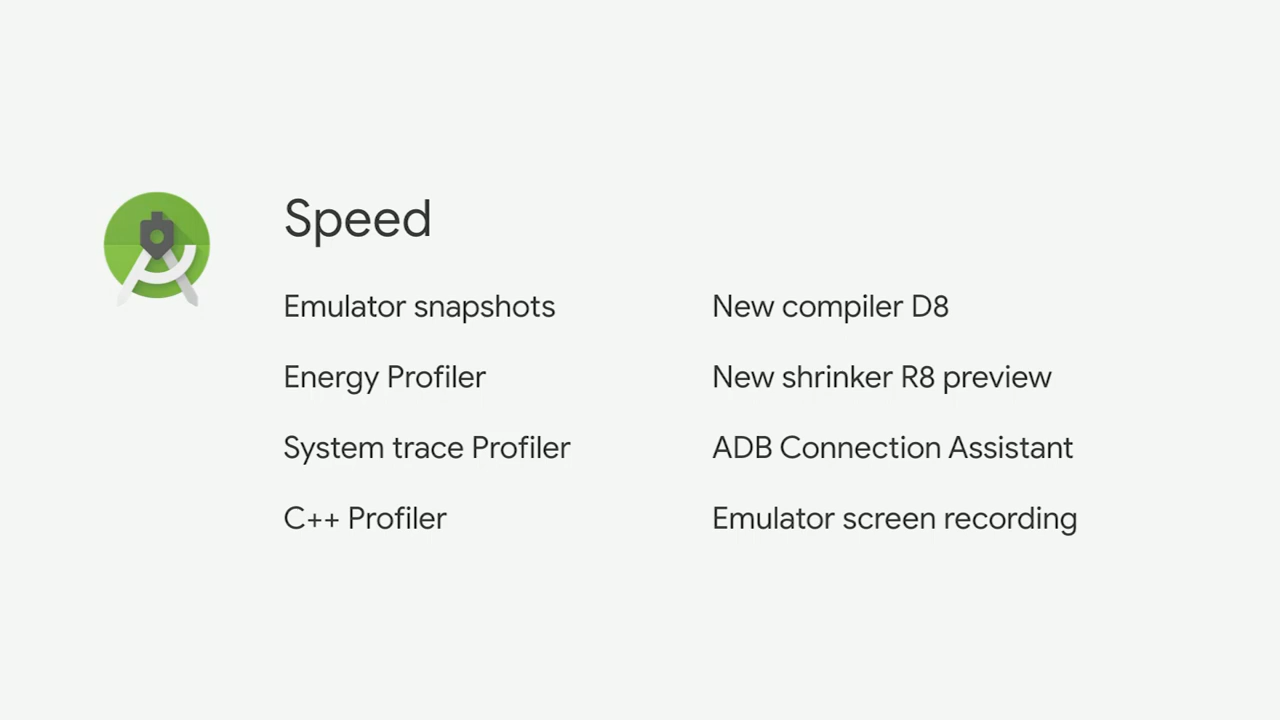 Speed
Emulator snapshots
Energy Profiler
System trace Profiler
C++ Profiler
New compiler D8
New shrinker R8 preview
ADB Connection Assistant
Emulator screen recording